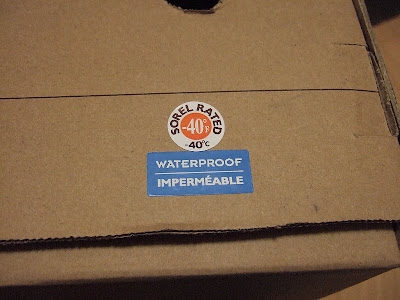 SOREL RATED
-40°F
-40°C
WATERPROOF
IMPERMÉABLE